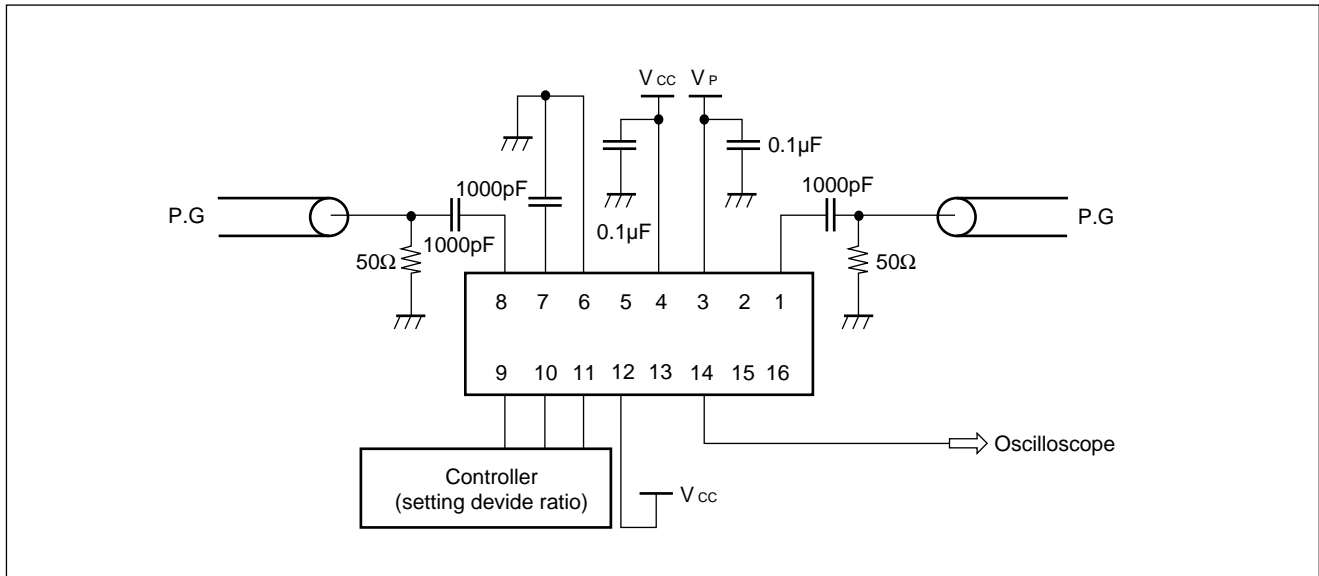 V CC V P
0.1µF
1000pF 1000pF
P.G P.G
1000pF
0.1µF
50Ω 50Ω
8 7 6 5 4 3 2 1
9 10 11 12 13 14 15 16
Oscilloscope
Controller
(setting devide ratio)
V CC